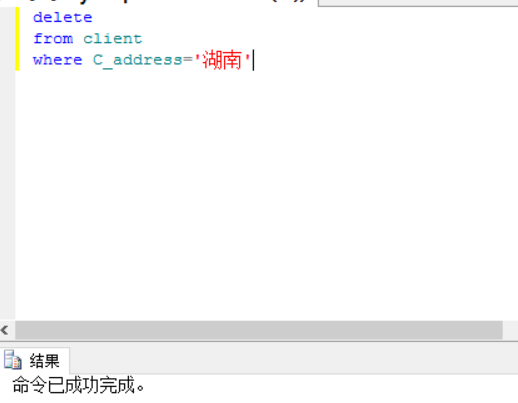 delete
from client
where C_address='湖南'
结果
命令已成功完成。